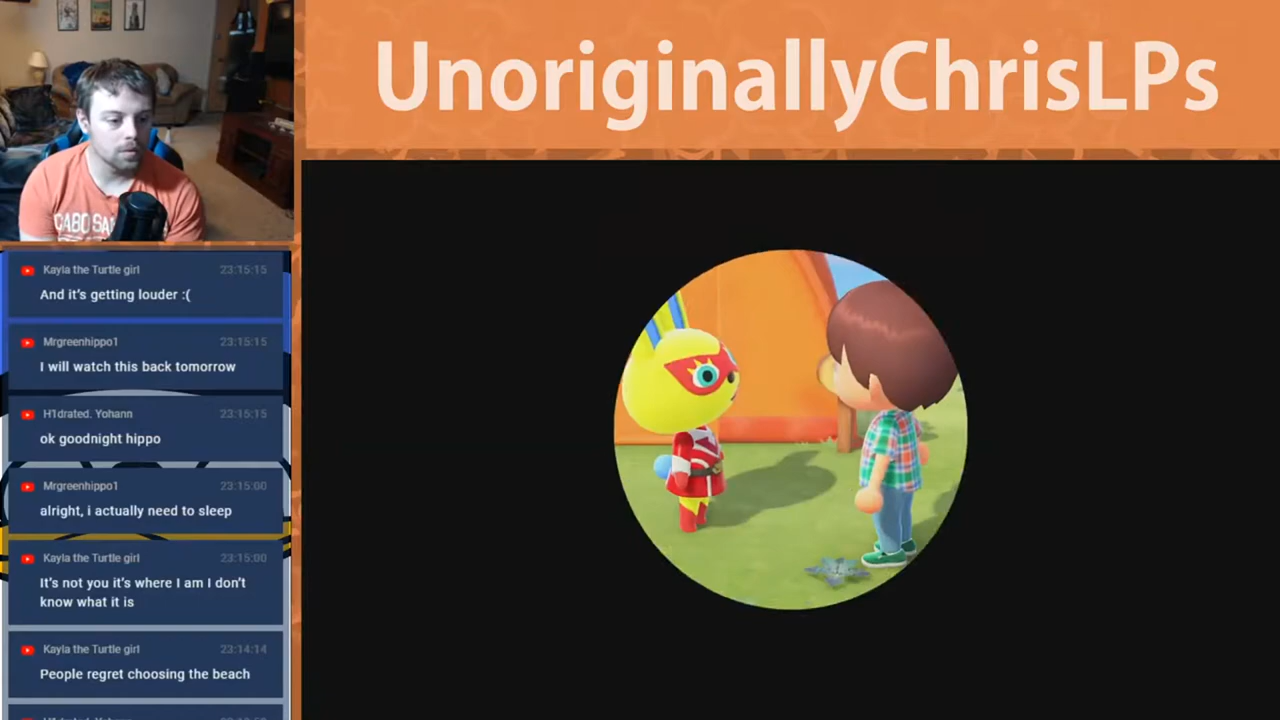 UnoriginallyChrisLPs
CABO SA
Kayla the Turtle girl 23:15:15
And it's getting louder :(
Mrgreenhippo1 23:15:15
I will watch this back tomorrow
H1drated. Yohann 23:15:15
ok goodnight hippo
Mrgreenhippo1 23:15:00
alright, i actually need to sleep
Kayla the Turtle girl 23:15:00
It's not you it's where I am I don't
know what it is
Kayla the Turtle girl 23:14:14
People regret choosing the beach